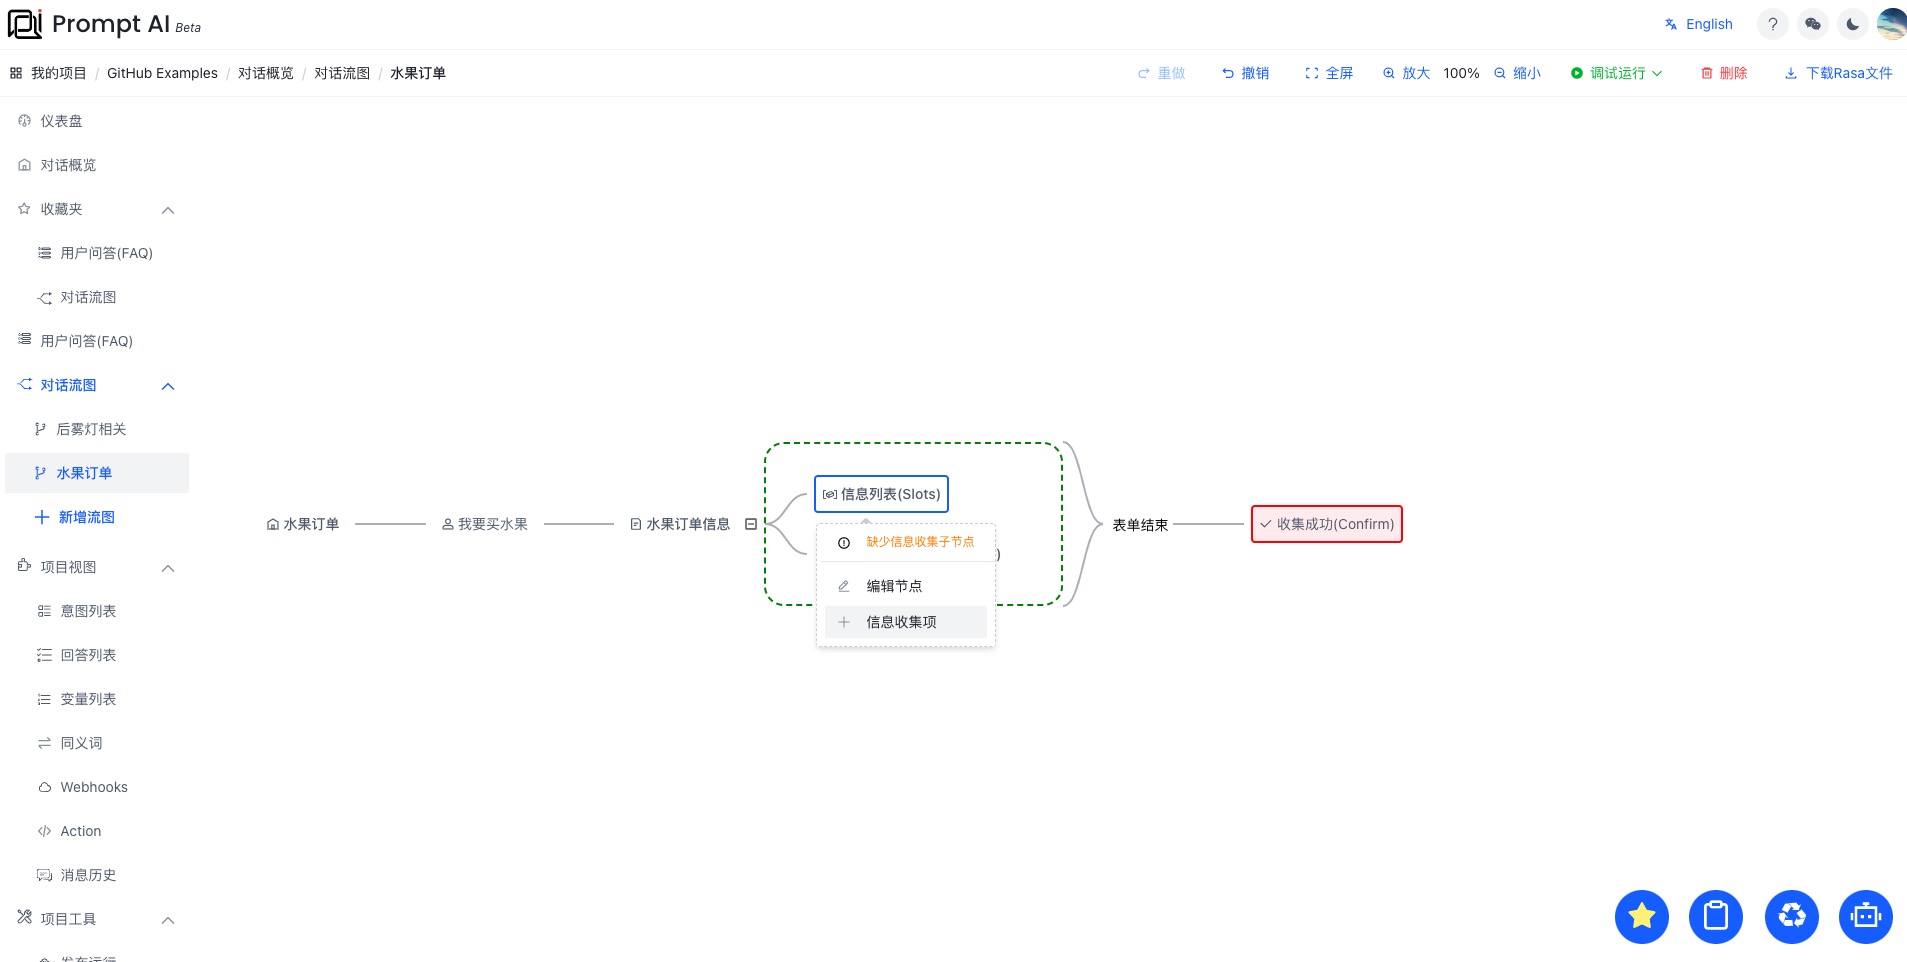 Prompt AI Beta
English
我的项目 / GitHub Examples / 对话概览 / 对话流图 / 水果订单
重做 撤销 全屏 放大 100% 缩小 调试运行 删除 下载Rasa文件
仪表盘
对话概览
收藏夹
用户问答(FAQ)
对话流图
用户问答(FAQ)
对话流图
后雾灯相关
水果订单
新增流图
项目视图
意图列表
回答列表
变量列表
同义词
Webhooks
Action
消息历史
项目工具
发布运行
水果订单
我要买水果
水果订单信息
信息列表(Slots)
缺少信息收集子节点
编辑节点
信息收集项
)
表单结束
收集成功(Confirm)